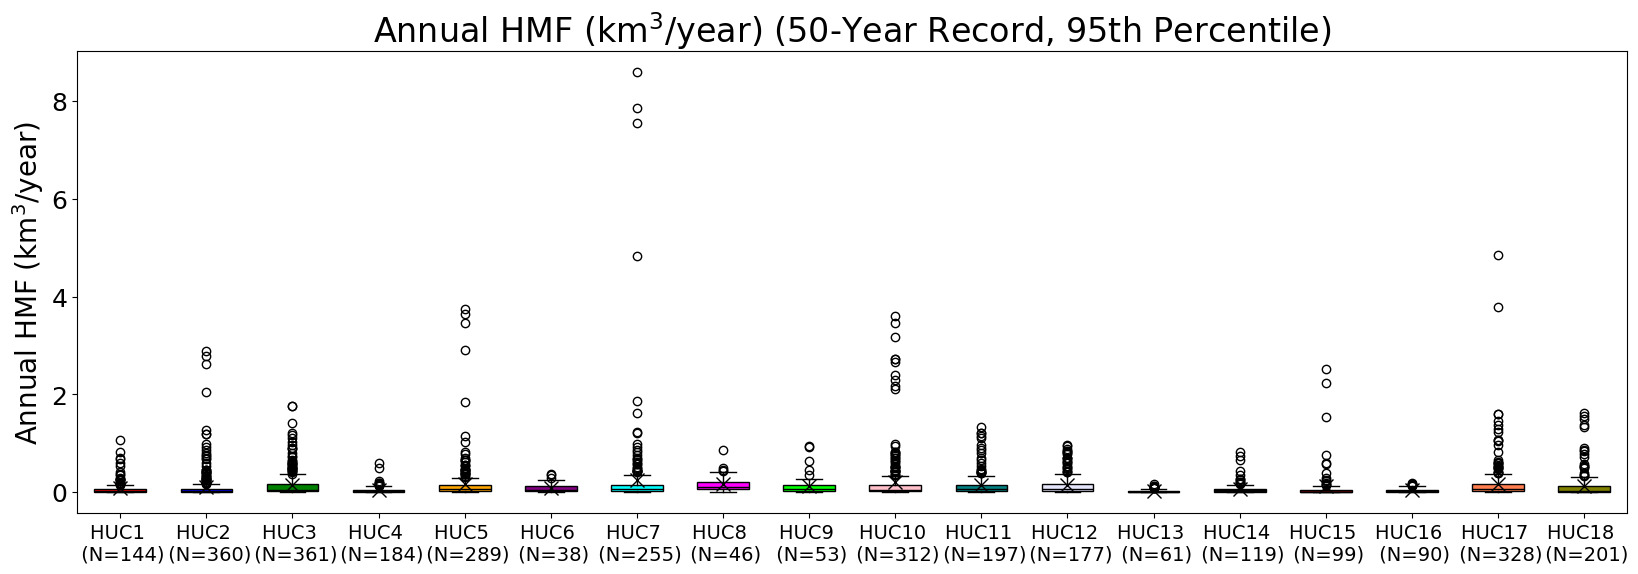 Annual HMF (km³/year) (50-Year Record, 95th Percentile)
Annual HMF (km³/year)
8
6
4
2
0
HUC1 HUC2 HUC3 HUC4 HUC5 HUC6 HUC7 HUC8 HUC9 HUC10 HUC11 HUC12 HUC13 HUC14 HUC15 HUC16 HUC17 HUC18
(N=144) (N=360) (N=361) (N=184) (N=289) (N=38) (N=255) (N=46) (N=53) (N=312) (N=197) (N=177) (N=61) (N=119) (N=99) (N=90) (N=328) (N=201)